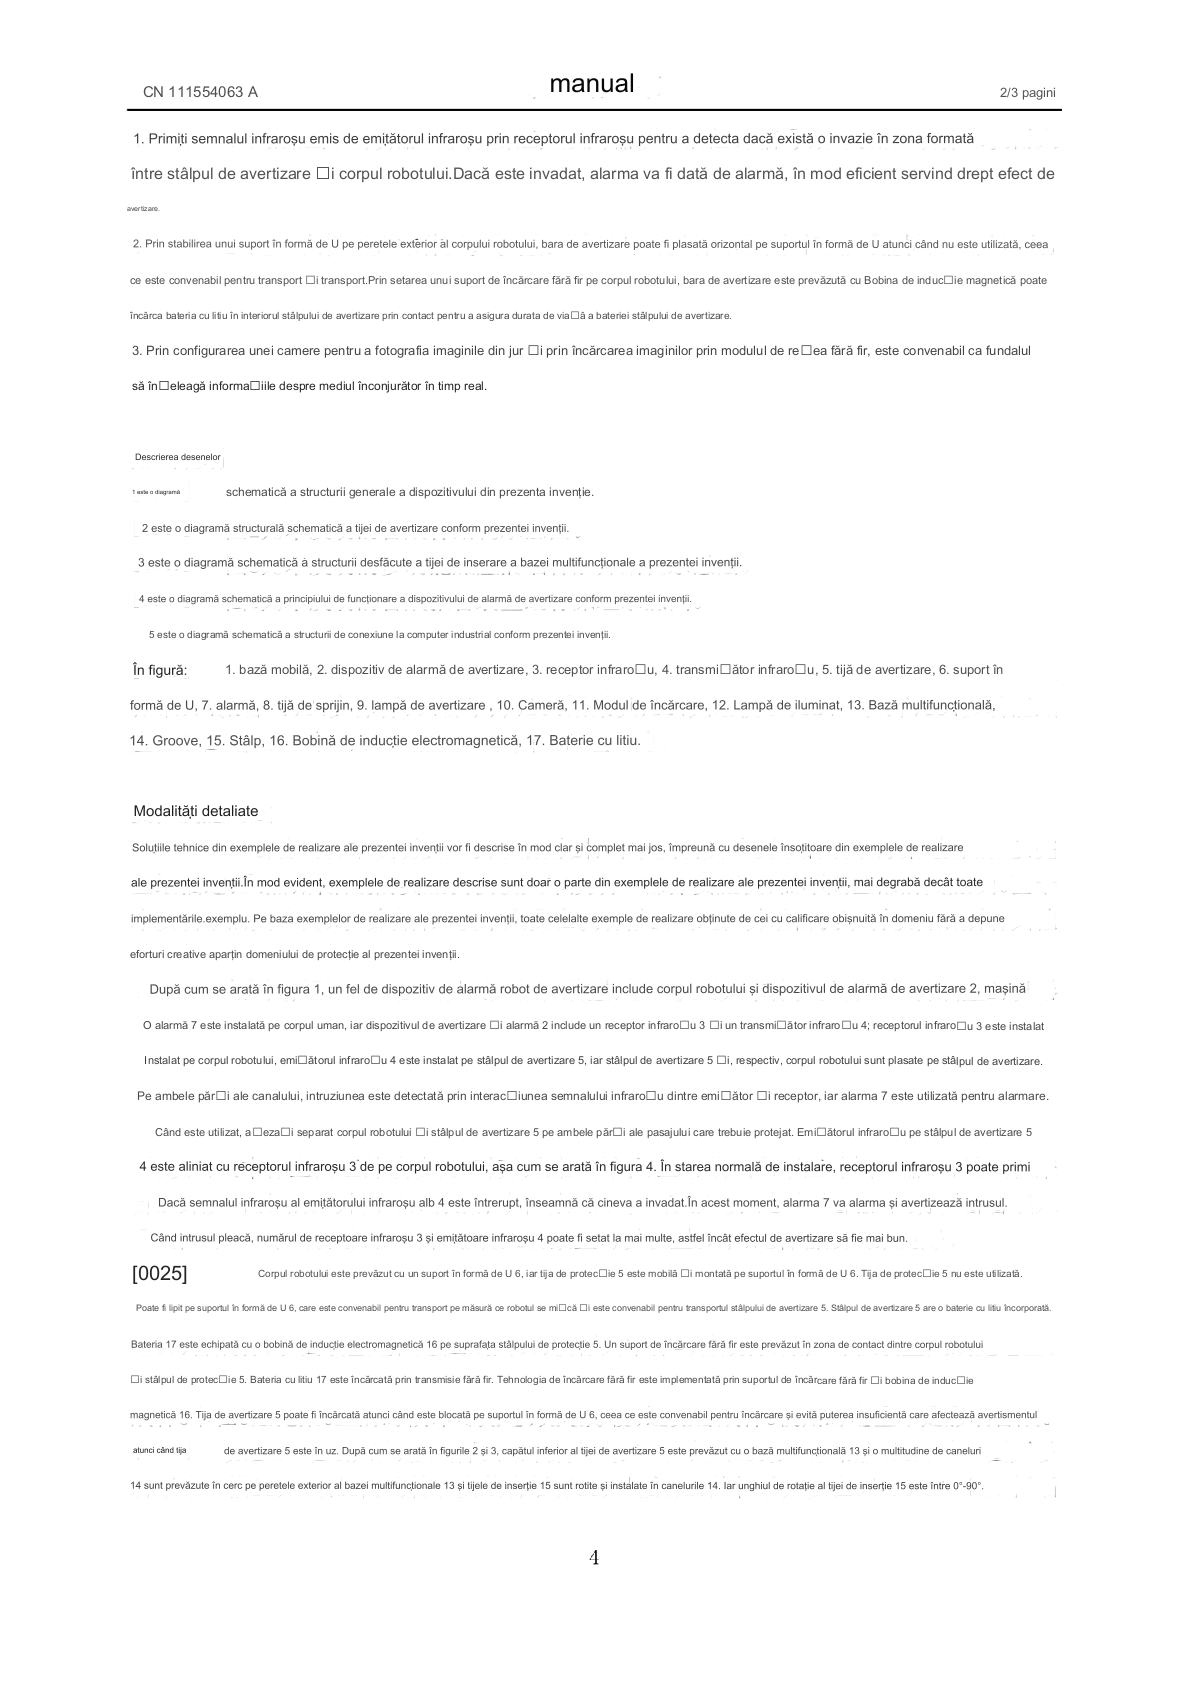 CN 111554063 A
manual
2/3 pagini
1. Primiți semnalul infraroșu emis de emițătorul infraroșu prin receptorul infraroșu pentru a detecta dacă există o invazie în zona formată
între stâlpul de avertizare □i corpul robotului.Dacă este invadat, alarma va fi dată de alarmă, în mod eficient servind drept efect de
avertizare.
2. Prin stabilirea unui suport în formă de U pe peretele exterior al corpului robotului, bara de avertizare poate fi plasată orizontal pe suportul în formă de U atunci când nu este utilizată, ceea
ce este convenabil pentru transport □i transport.Prin setarea unui suport de încărcare fără fir pe corpul robotului, bara de avertizare este prevăzută cu Bobina de induc□ie magnetică poate
încărca bateria cu litiu în interiorul stâlpului de avertizare prin contact pentru a asigura durata de via□ă a bateriei stâlpului de avertizare.
3. Prin configurarea unei camere pentru a fotografia imaginile din jur □i prin încărcarea imaginilor prin modulul de re□ea fără fir, este convenabil ca fundalul
să în□eleagă informa□iile despre mediul înconjurător în timp real.
Descrierea desenelor
1 este o diagramă schematică a structurii generale a dispozitivului din prezenta invenție.
2 este o diagramă structurală schematică a tijei de avertizare conform prezentei invenții.
3 este o diagramă schematică a structurii desfăcute a tijei de inserare a bazei multifuncționale a prezentei invenții.
4 este o diagramă schematică a principiului de funcționare a dispozitivului de alarmă de avertizare conform prezentei invenții.
5 este o diagramă schematică a structurii de conexiune la computer industrial conform prezentei invenții.
În figură: 1. bază mobilă, 2. dispozitiv de alarmă de avertizare, 3. receptor infraro□u, 4. transmi□ător infraro□u, 5. tijă de avertizare, 6. suport în
formă de U, 7. alarmă, 8. tijă de sprijin, 9. lampă de avertizare , 10. Cameră, 11. Modul de încărcare, 12. Lampă de iluminat, 13. Bază multifuncțională,
14. Groove, 15. Stâlp, 16. Bobină de inducție electromagnetică, 17. Baterie cu litiu.
Modalități detaliate
Soluțiile tehnice din exemplele de realizare ale prezentei invenții vor fi descrise în mod clar și complet mai jos, împreună cu desenele însoțitoare din exemplele de realizare
ale prezentei invenții.În mod evident, exemplele de realizare descrise sunt doar o parte din exemplele de realizare ale prezentei invenții, mai degrabă decât toate
implementările.exemplu. Pe baza exemplelor de realizare ale prezentei invenții, toate celelalte exemple de realizare obținute de cei cu calificare obișnuită în domeniu fără a depune
eforturi creative aparțin domeniului de protecție al prezentei invenții.
După cum se arată în figura 1, un fel de dispozitiv de alarmă robot de avertizare include corpul robotului și dispozitivul de alarmă de avertizare 2, mașină
O alarmă 7 este instalată pe corpul uman, iar dispozitivul de avertizare □i alarmă 2 include un receptor infraro□u 3 □i un transmi□ător infraro□u 4; receptorul infraro□u 3 este instalat
Instalat pe corpul robotului, emi□ătorul infraro□u 4 este instalat pe stâlpul de avertizare 5, iar stâlpul de avertizare 5 □i, respectiv, corpul robotului sunt plasate pe stâlpul de avertizare.
Pe ambele păr□i ale canalului, intruziunea este detectată prin interac□iunea semnalului infraro□u dintre emi□ător □i receptor, iar alarma 7 este utilizată pentru alarmare.
Când este utilizat, a□eza□i separat corpul robotului □i stâlpul de avertizare 5 pe ambele păr□i ale pasajului care trebuie protejat. Emi□ătorul infraro□u pe stâlpul de avertizare 5
4 este aliniat cu receptorul infraroșu 3 de pe corpul robotului, așa cum se arată în figura 4. În starea normală de instalare, receptorul infraroșu 3 poate primi
Dacă semnalul infraroșu al emițătorului infraroșu alb 4 este întrerupt, înseamnă că cineva a invadat.În acest moment, alarma 7 va alarma și avertizează intrusul.
Când intrusul pleacă, numărul de receptoare infraroșu 3 și emițătoare infraroșu 4 poate fi setat la mai multe, astfel încât efectul de avertizare să fie mai bun.
[0025] Corpul robotului este prevăzut cu un suport în formă de U 6, iar tija de protec□ie 5 este mobilă □i montată pe suportul în formă de U 6. Tija de protec□ie 5 nu este utilizată.
Poate fi lipit pe suportul în formă de U 6, care este convenabil pentru transport pe măsură ce robotul se mi□că □i este convenabil pentru transportul stâlpului de avertizare 5. Stâlpul de avertizare 5 are o baterie cu litiu încorporată.
Bateria 17 este echipată cu o bobină de inducție electromagnetică 16 pe suprafața stâlpului de protecție 5. Un suport de încărcare fără fir este prevăzut în zona de contact dintre corpul robotului
□i stâlpul de protec□ie 5. Bateria cu litiu 17 este încărcată prin transmisie fără fir. Tehnologia de încărcare fără fir este implementată prin suportul de încărcare fără fir □i bobina de induc□ie
magnetică 16. Tija de avertizare 5 poate fi încărcată atunci când este blocată pe suportul în formă de U 6, ceea ce este convenabil pentru încărcare și evită puterea insuficientă care afectează avertismentul
atunci când tija de avertizare 5 este în uz. După cum se arată în figurile 2 și 3, capătul inferior al tijei de avertizare 5 este prevăzut cu o bază multifuncțională 13 și o multitudine de caneluri
14 sunt prevăzute în cerc pe peretele exterior al bazei multifuncționale 13 și tijele de inserție 15 sunt rotite și instalate în canelurile 14. Iar unghiul de rotație al tijei de inserție 15 este între 0°-90°.
4